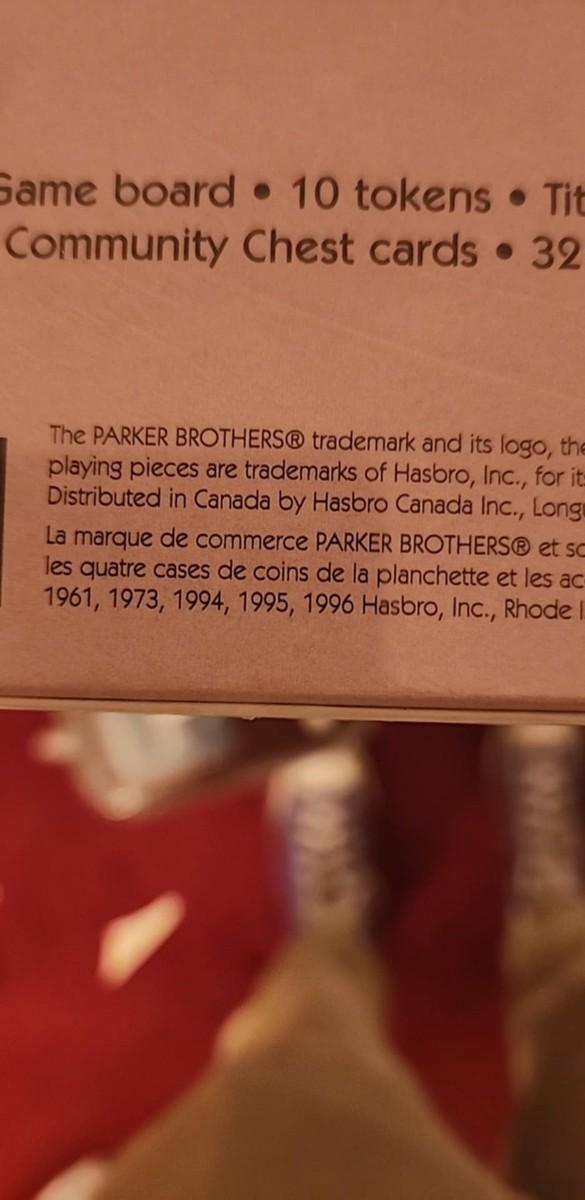 Game board • 10 tokens • Tit
Community Chest cards • 32
The PARKER BROTHERS® trademark and its logo, the
playing pieces are trademarks of Hasbro, Inc., for its
Distributed in Canada by Hasbro Canada Inc., Longu
La marque de commerce PARKER BROTHERS® et so
les quatre cases de coins de la planchette et les ac
1961, 1973, 1994, 1995, 1996 Hasbro, Inc., Rhode I